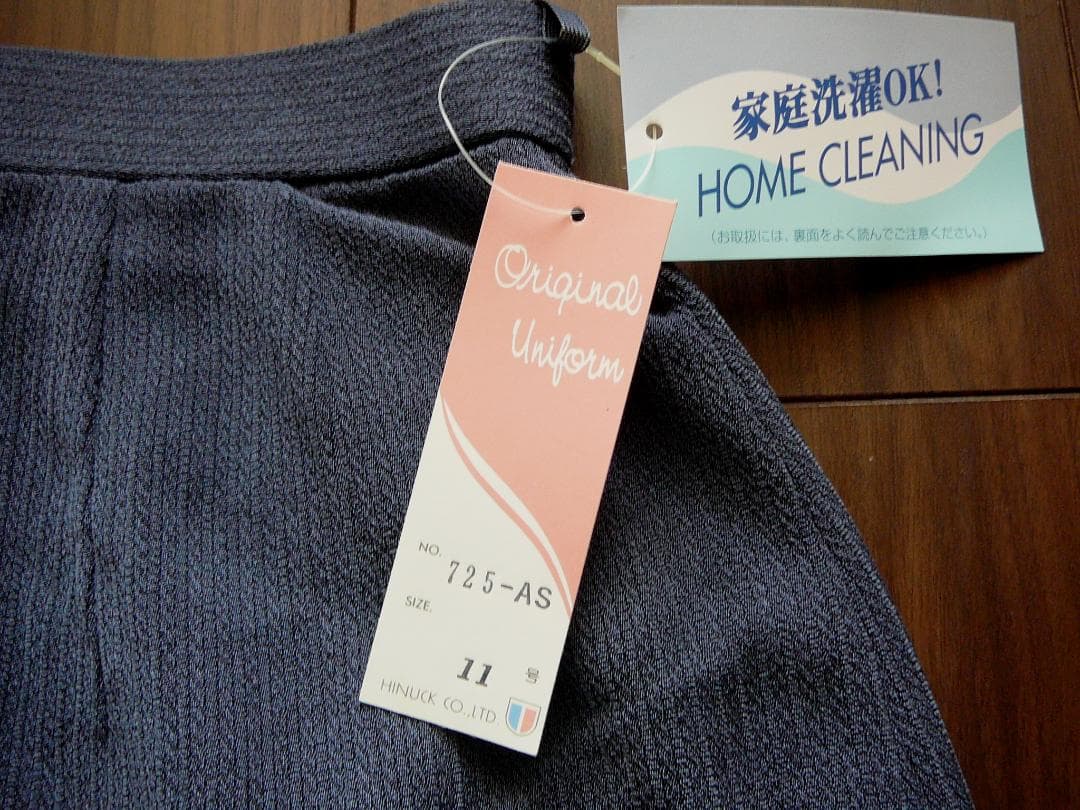 家庭洗濯OK!
HOME CLEANING
(お取扱には、裏面をよく読んでご注意ください。)
Original
Uniform
NO.
725-AS
SIZE.
11 号
HINUCK CO.,LTD